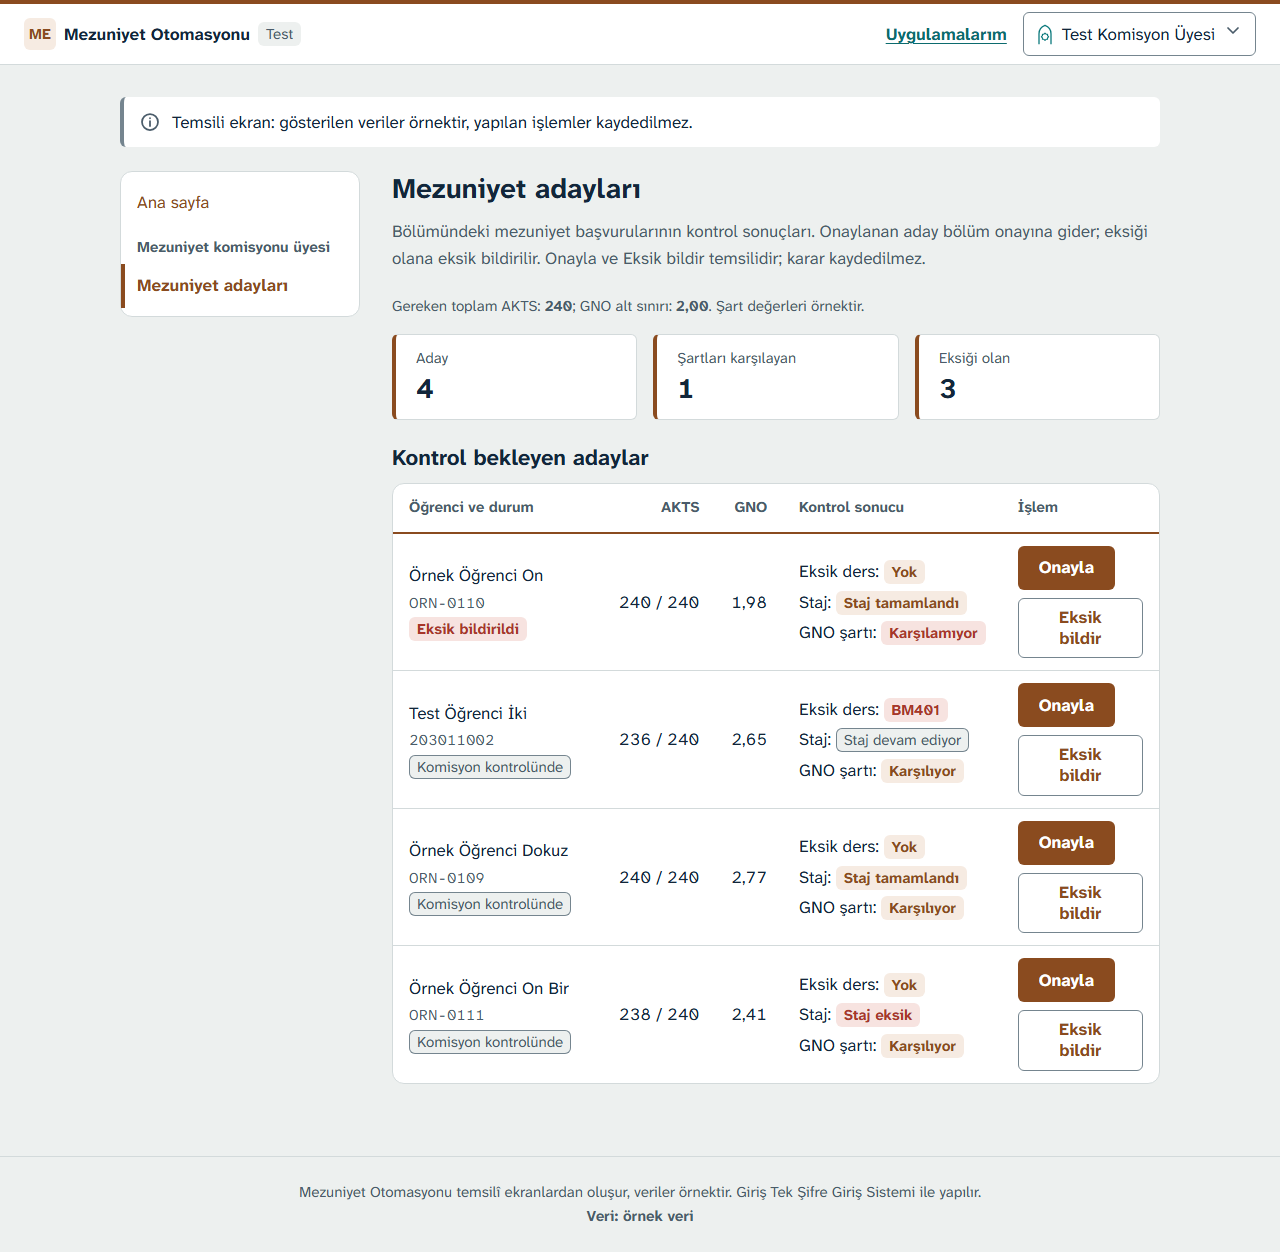 ME Mezuniyet Otomasyonu Test
Uygulamalarım
Test Komisyon Üyesi
Temsili ekran: gösterilen veriler örnektir, yapılan işlemler kaydedilmez.
Ana sayfa
Mezuniyet komisyonu üyesi
Mezuniyet adayları
Mezuniyet adayları
Bölümündeki mezuniyet başvurularının kontrol sonuçları. Onaylanan aday bölüm onayına gider; eksiği
olana eksik bildirilir. Onayla ve Eksik bildir temsilidir; karar kaydedilmez.
Gereken toplam AKTS: 240; GNO alt sınırı: 2,00. Şart değerleri örnektir.
Aday
4
Şartları karşılayan
1
Eksiği olan
3
Kontrol bekleyen adaylar
Öğrenci ve durum AKTS GNO Kontrol sonucu İşlem
Örnek Öğrenci On
ORN-0110
Eksik bildirildi
240 / 240
1,98
Eksik ders: Yok
Staj: Staj tamamlandı
GNO şartı: Karşılamıyor
Onayla
Eksik
bildir
Test Öğrenci İki
203011002
Komisyon kontrolünde
236 / 240
2,65
Eksik ders: BM401
Staj: Staj devam ediyor
GNO şartı: Karşılıyor
Onayla
Eksik
bildir
Örnek Öğrenci Dokuz
ORN-0109
Komisyon kontrolünde
240 / 240
2,77
Eksik ders: Yok
Staj: Staj tamamlandı
GNO şartı: Karşılıyor
Onayla
Eksik
bildir
Örnek Öğrenci On Bir
ORN-0111
Komisyon kontrolünde
238 / 240
2,41
Eksik ders: Yok
Staj: Staj eksik
GNO şartı: Karşılıyor
Onayla
Eksik
bildir
Mezuniyet Otomasyonu temsilî ekranlardan oluşur, veriler örnektir. Giriş Tek Şifre Giriş Sistemi ile yapılır.
Veri: örnek veri